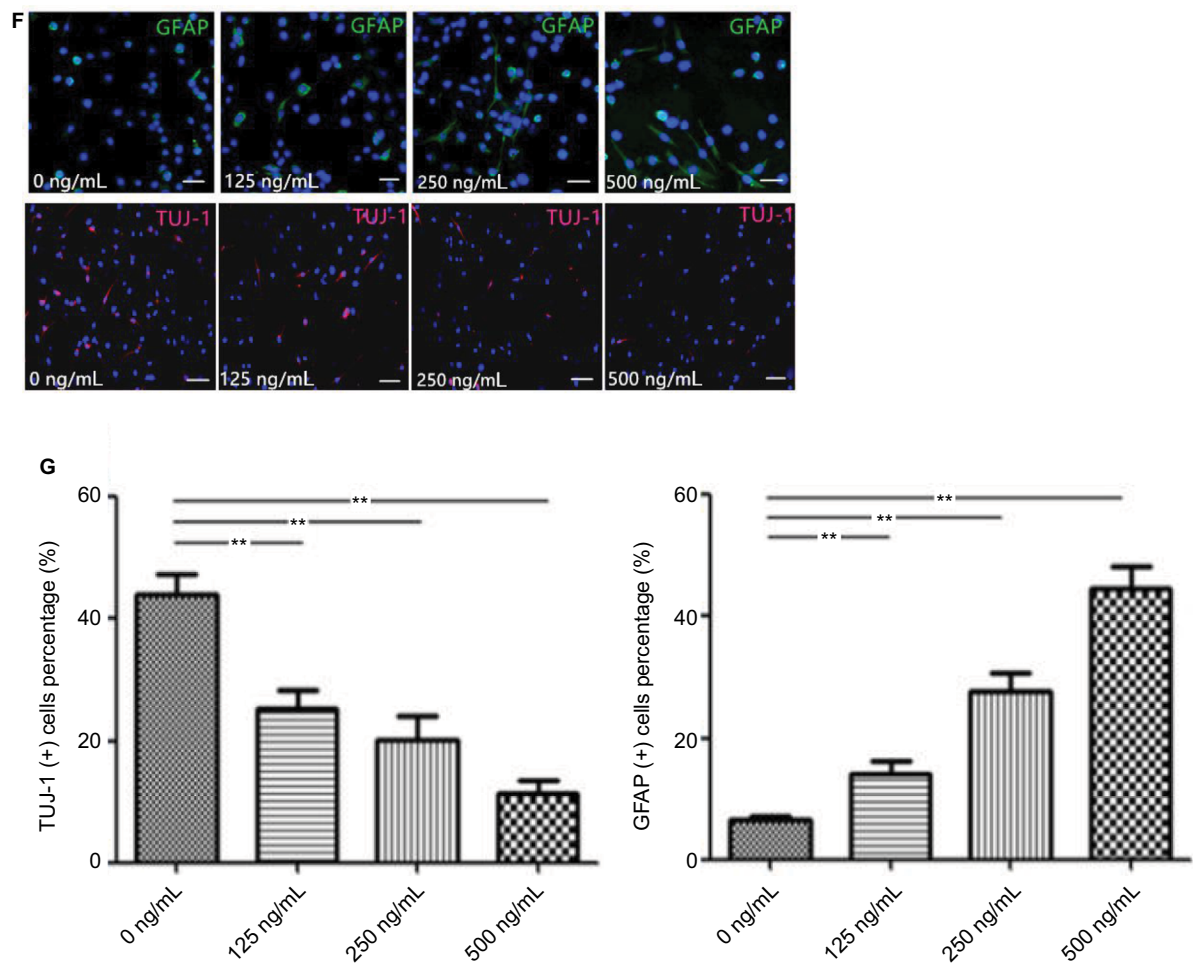 F
GFAP GFAP GFAP GFAP
0 ng/mL 125 ng/mL 250 ng/mL 500 ng/mL
TUJ-1 TUJ-1 TUJ-1 TUJ-1
0 ng/mL 125 ng/mL 250 ng/mL 500 ng/mL
G
TUJ-1 (+) cells percentage (%)
60
40
20
0
**
**
**
0 ng/mL 125 ng/mL 250 ng/mL 500 ng/mL
GFAP (+) cells percentage (%)
60
40
20
0
**
**
**
0 ng/mL 125 ng/mL 250 ng/mL 500 ng/mL